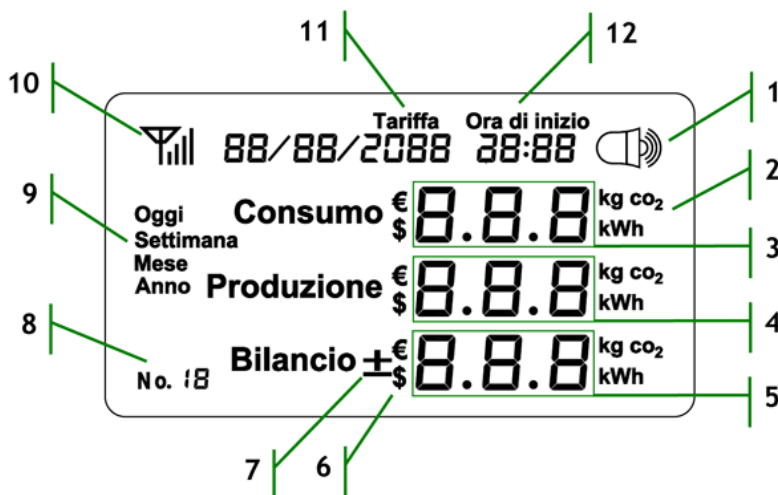 11 12
10 1
Tariffa Ora di inizio
88/88/2088 28:88
2
9
Oggi Consumo € $ 8.8.8 kg co₂ kWh
Settimana
3
Mese
Anno Produzione € $ 8.8.8 kg co₂ kWh
8 4
Bilancio ± € $ 8.8.8 kg co₂ kWh
No. 18
5
7 6